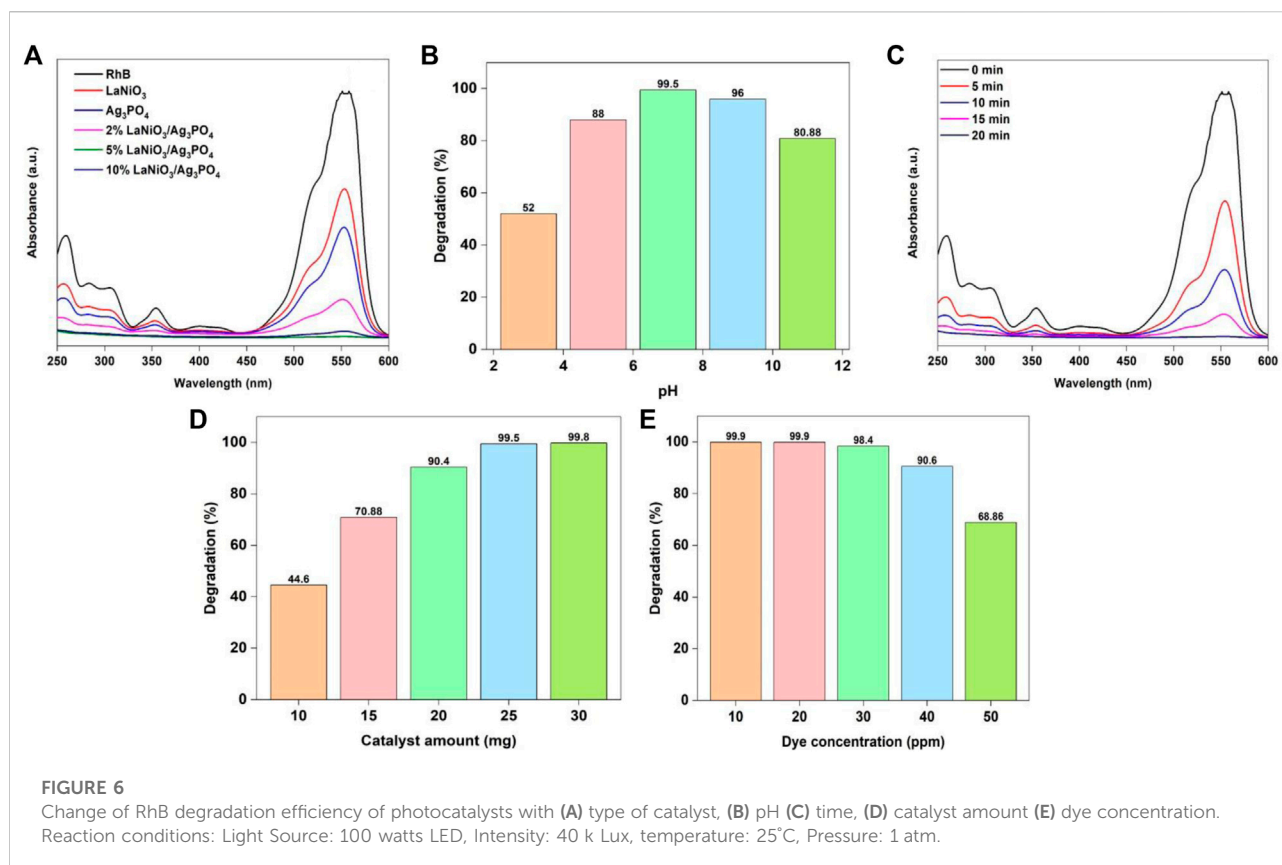 A
RhB
LaNiO₃
Ag₃PO₄
2% LaNiO₃/Ag₃PO₄
5% LaNiO₃/Ag₃PO₄
10% LaNiO₃/Ag₃PO₄
Absorbance (a.u.)
250 300 350 400 450 500 550 600
Wavelength (nm)
B
Degradation (%)
100
80
60
40
20
0
52
88
99.5
96
80.88
2 4 6 8 10 12
pH
C
0 min
5 min
10 min
15 min
20 min
Absorbance (a.u.)
250 300 350 400 450 500 550 600
Wavelength (nm)
D
Degradation (%)
100
80
60
40
20
0
44.6
70.88
90.4
99.5
99.8
10 15 20 25 30
Catalyst amount (mg)
E
Degradation (%)
100
80
60
40
20
0
99.9
99.9
98.4
90.6
68.86
10 20 30 40 50
Dye concentration (ppm)
FIGURE 6
Change of RhB degradation efficiency of photocatalysts with (A) type of catalyst, (B) pH (C) time, (D) catalyst amount (E) dye concentration.
Reaction conditions: Light Source: 100 watts LED, Intensity: 40 k Lux, temperature: 25°C, Pressure: 1 atm.